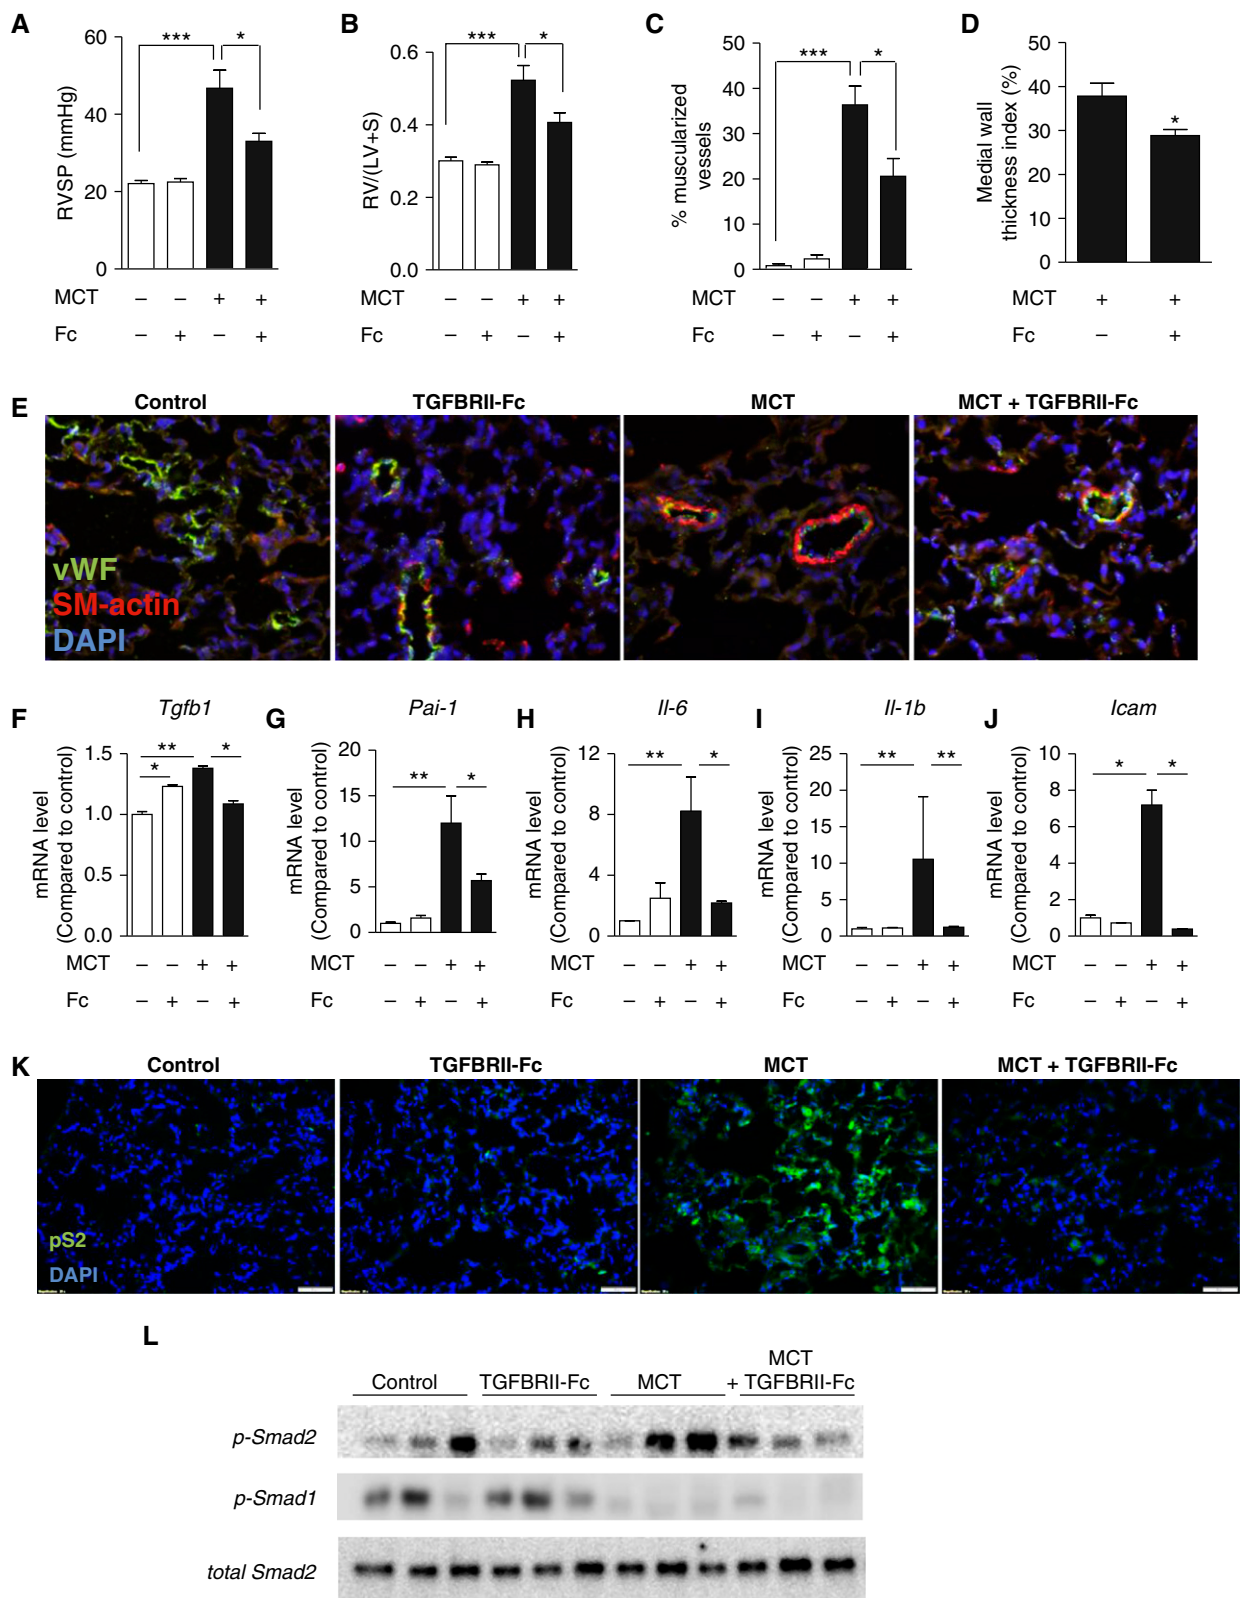 A
B
C
D
60
40
20
0
RVSP (mmHg)
*** *
MCT – – + +
Fc – + – +
0.6
0.4
0.2
0.0
RV/(LV+S)
*** *
MCT – – + +
Fc – + – +
50
40
30
20
10
0
% muscularized
vessels
*** *
MCT – – + +
Fc – + – +
50
40
30
20
10
0
Medial wall
thickness index (%)
*
MCT + +
Fc – +
E
Control TGFBRII-Fc MCT MCT + TGFBRII-Fc
vWF
SM-actin
DAPI
F
Tgfb1
1.5
1.0
0.5
0.0
mRNA level
(Compared to control)
** *
*
MCT – – + +
Fc – + – +
G
Pai-1
20
15
10
5
0
mRNA level
(Compared to control)
** *
MCT – – + +
Fc – + – +
H
Il-6
12
8
4
0
mRNA level
(Compared to control)
** *
MCT – – + +
Fc – + – +
I
Il-1b
25
20
15
10
5
0
mRNA level
(Compared to control)
** **
MCT – – + +
Fc – + – +
J
Icam
10
8
6
4
2
0
mRNA level
(Compared to control)
* *
MCT – – + +
Fc – + – +
K
Control TGFBRII-Fc MCT MCT + TGFBRII-Fc
pS2
DAPI
L
Control TGFBRII-Fc MCT MCT
+ TGFBRII-Fc
p-Smad2
p-Smad1
total Smad2